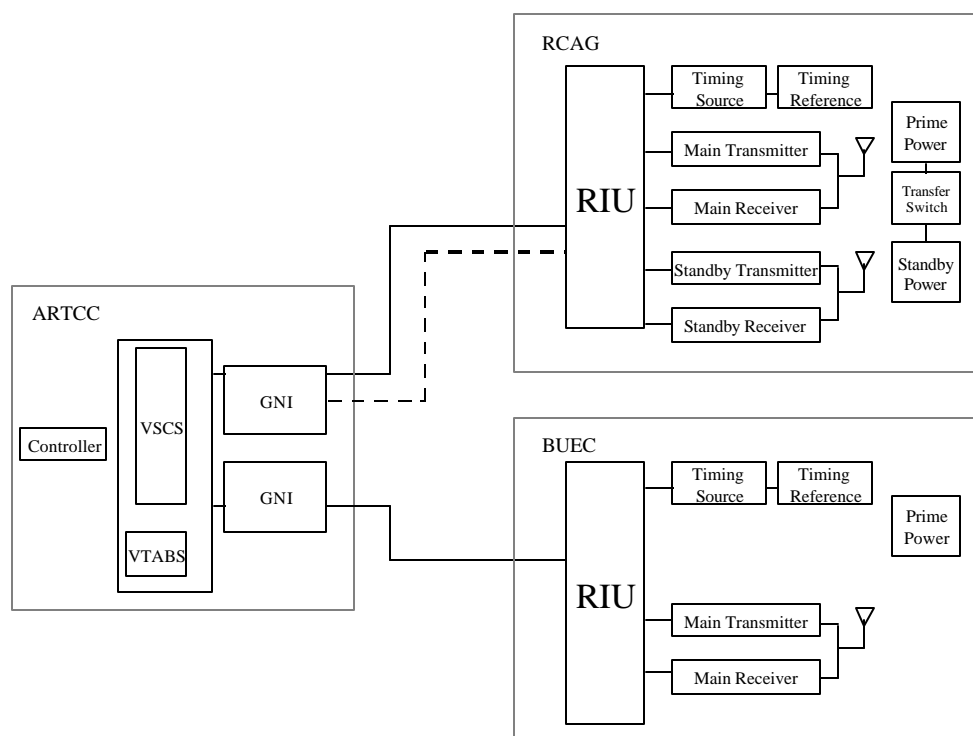 RCAG
RIU
Timing
Source
Timing
Reference
Main Transmitter
Main Receiver
Standby Transmitter
Standby Receiver
Prime
Power
Transfer
Switch
Standby
Power
ARTCC
Controller
VSCS
VTABS
GNI
GNI
BUEC
RIU
Timing
Source
Timing
Reference
Prime
Power
Main Transmitter
Main Receiver